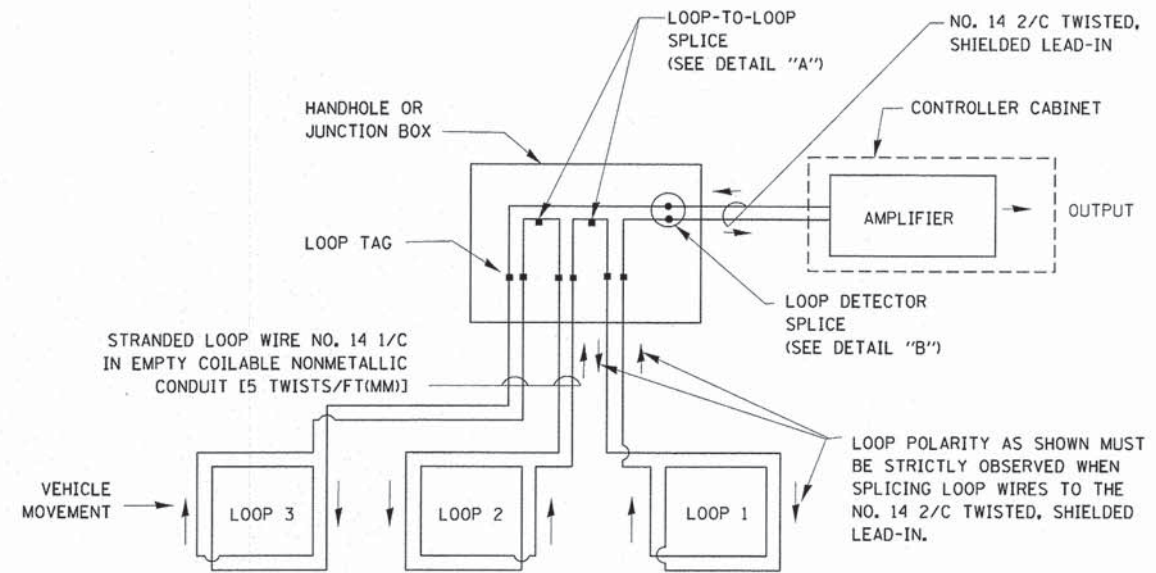 LOOP-TO-LOOP
SPLICE
(SEE DETAIL "A")
NO. 14 2/C TWISTED,
SHIELDED LEAD-IN
HANDHOLE OR
JUNCTION BOX
CONTROLLER CABINET
AMPLIFIER
OUTPUT
LOOP TAG
LOOP DETECTOR
SPLICE
(SEE DETAIL "B")
STRANDED LOOP WIRE NO. 14 1/C
IN EMPTY COILABLE NONMETALLIC
CONDUIT [5 TWISTS/FT(MM)]
LOOP POLARITY AS SHOWN MUST
BE STRICTLY OBSERVED WHEN
SPLICING LOOP WIRES TO THE
NO. 14 2/C TWISTED, SHIELDED
LEAD-IN.
VEHICLE
MOVEMENT
LOOP 3
LOOP 2
LOOP 1